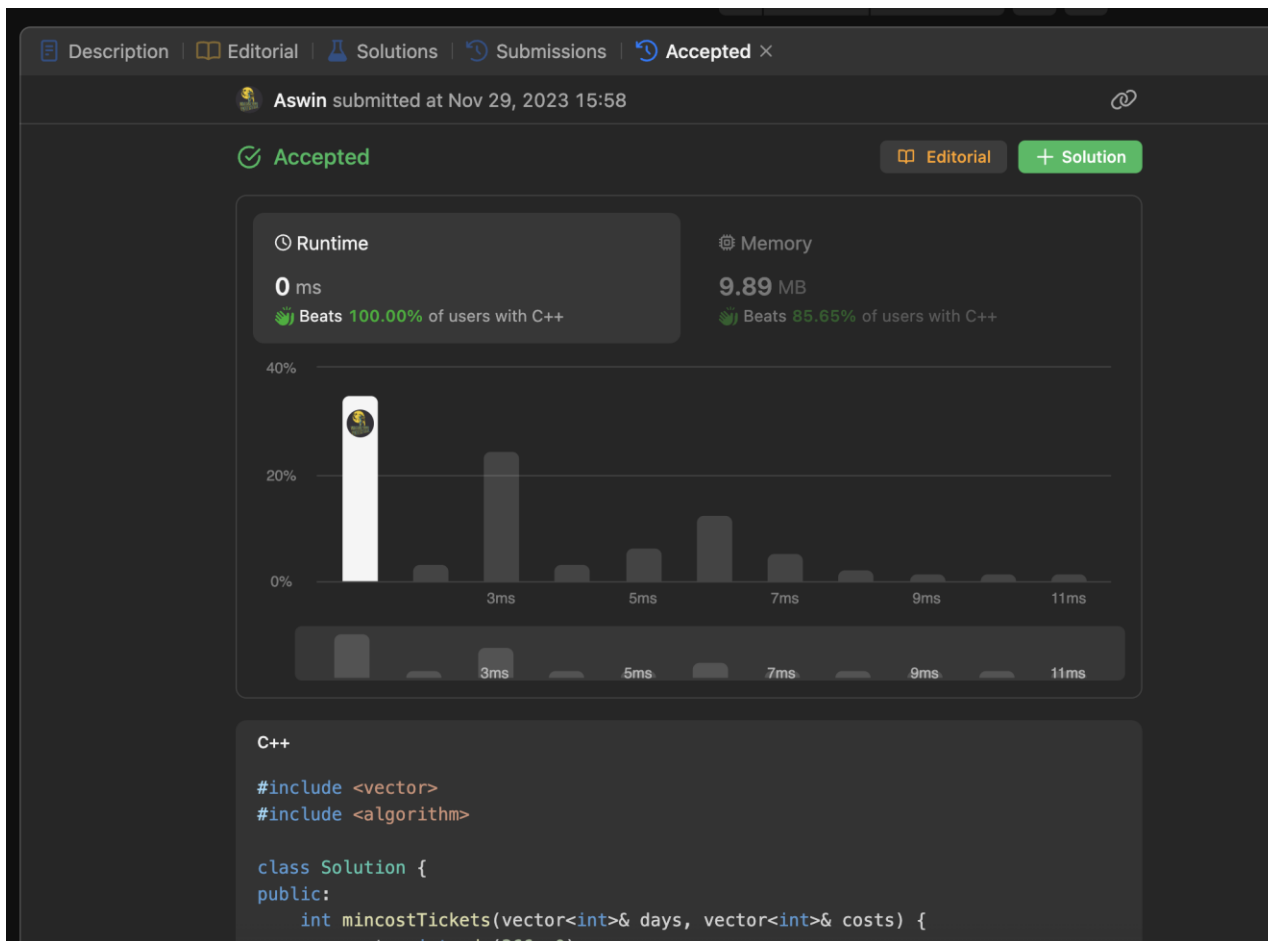 Description Editorial Solutions Submissions Accepted
Aswin submitted at Nov 29, 2023 15:58
Accepted
Editorial
+ Solution
Runtime
0 ms
Beats 100.00% of users with C++
Memory
9.89 MB
Beats 85.65% of users with C++
40%
20%
0%
3ms 5ms 7ms 9ms 11ms
3ms 5ms 7ms 9ms 11ms
C++
#include <vector>
#include <algorithm>
class Solution {
public:
int mincostTickets(vector<int>& days, vector<int>& costs) {